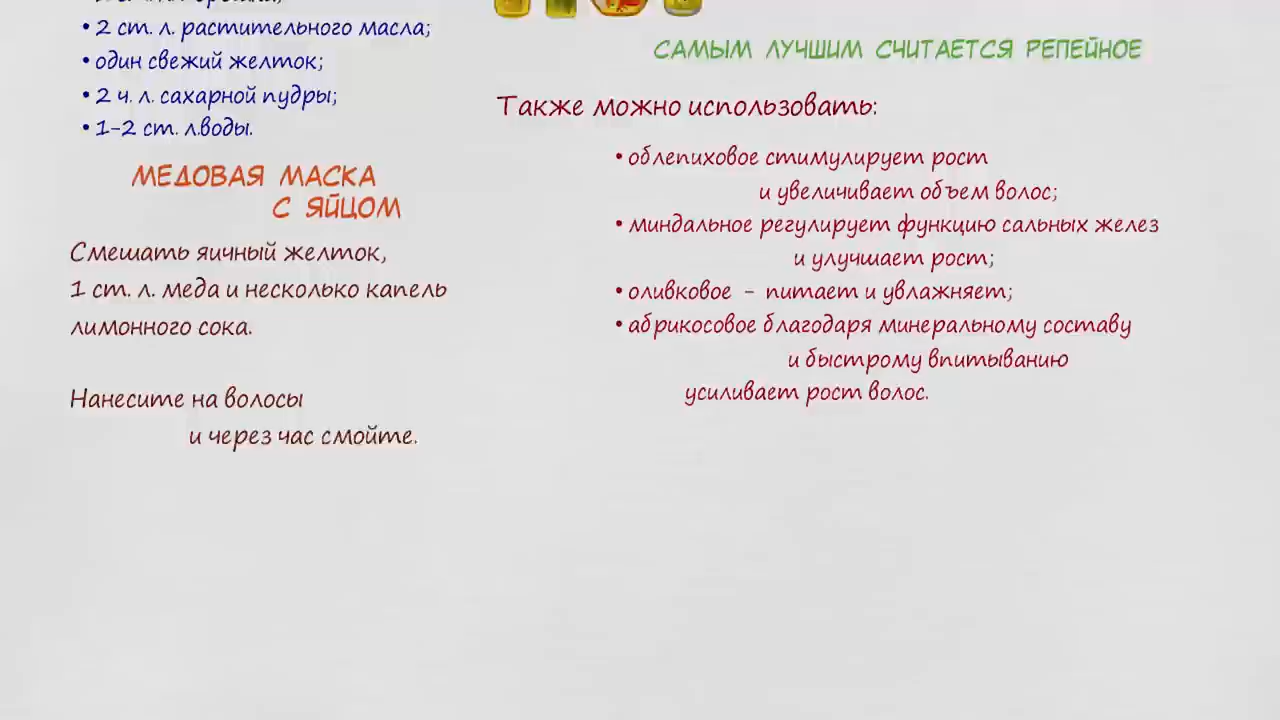 • 2 ст. л. растительного масла;
• один свежий желток;
• 2 ч. л. сахарной пудры;
• 1-2 ст. л.воды.
МЕДОВАЯ МАСКА
С ЯЙЦОМ
Смешать яичный желток,
1 ст. л. меда и несколько капель
лимонного сока.
Нанесите на волосы
и через час смойте.
САМЫМ ЛУЧШИМ СЧИТАЕТСЯ РЕПЕЙНОЕ
Также можно использовать:
• облепиховое стимулирует рост
и увеличивает объем волос;
• миндальное регулирует функцию сальных желез
и улучшает рост;
• оливковое - питает и увлажняет;
• абрикосовое благодаря минеральному составу
и быстрому впитыванию
усиливает рост волос.